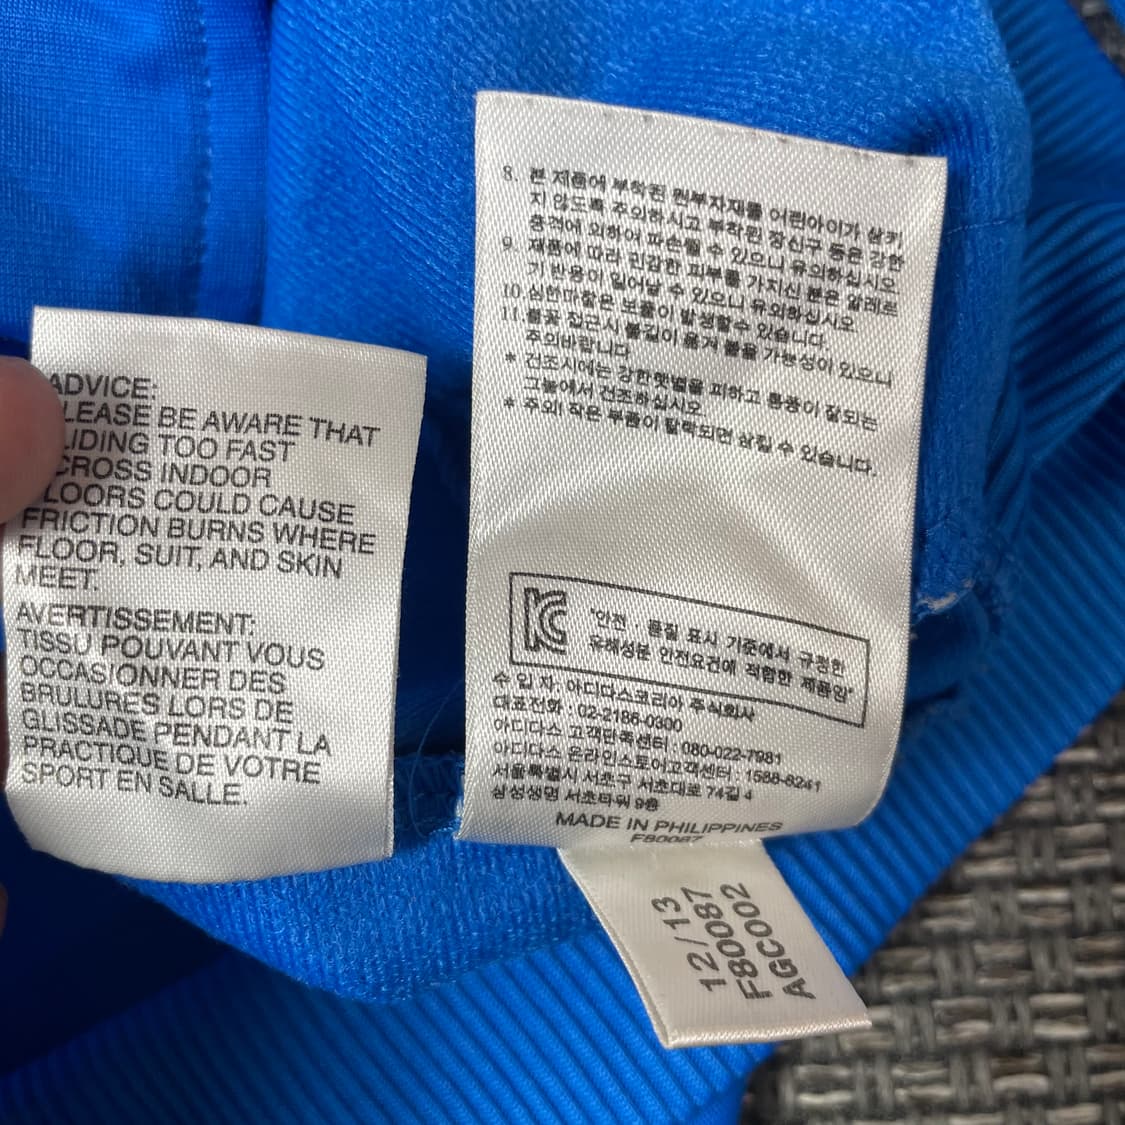 ADVICE:
LEASE BE AWARE THAT
LIDING TOO FAST
CROSS INDOOR
LOORS COULD CAUSE
FRICTION BURNS WHERE
FLOOR, SUIT, AND SKIN
MEET.
AVERTISSEMENT:
TISSU POUVANT VOUS
OCCASIONNER DES
BRULURES LORS DE
GLISSADE PENDANT LA
PRACTIQUE DE VOTRE
SPORT EN SALLE.
8.본 제품에 부착된 원부자재를 어린아이가 삼키
지 않도록 주의하시고 부착된 장신구 등은 강한
충격에 의하여 파손될 수 있으니 유의하십시오
9. 제품에 따라 민감한 피부를 가지신 분은 알레르
기 반응이 일어날 수 있으니 유의하십시오
10. 심한마찰은 보풀이 발생할수 있습니다.
11. 불꽃 접근시 불길이 옮겨 붙을 가능성이 있으니
주의바랍니다
* 건조시에는 강한햇볕을 피하고 통풍이 잘되는
그늘에서 건조하십시오.
* 주의! 작은 부품이 탈락되면 삼킬 수 있습니다.
"안전 · 품질 표시 기준에서 규정한
유해성분 안전요건에 적합한 제품임"
수 입 자: 아디다스코리아 주식회사
대표전화 : 02-2186-0300
아디다스 고객만족센터 : 080-022-7981
아디다스 온라인스토어고객센터 : 1588-8241
서울특별시 서초구 서초대로 74길 4
삼성생명 서초타워 9층
MADE IN PHILIPPINES
F80087
12/13
F80087
AGC002